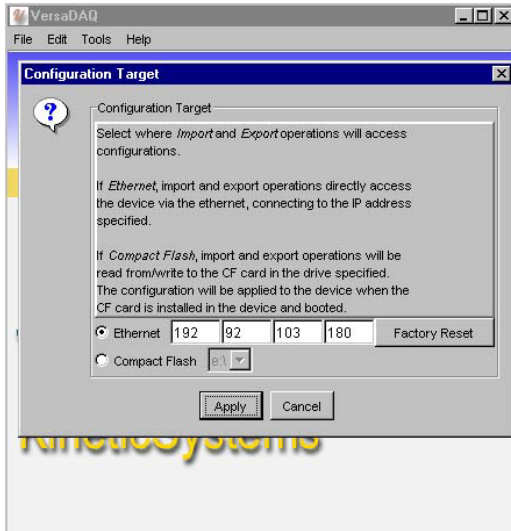 VersaDAQ
File Edit Tools Help
Configuration Target
Configuration Target
Select where Import and Export operations will access
configurations.
If Ethernet, import and export operations directly access
the device via the ethernet, connecting to the IP address
specified.
If Compact Flash, import and export operations will be
read from/write to the CF card in the drive specified.
The configuration will be applied to the device when the
CF card is installed in the device and booted.
Ethernet 192 92 103 180 Factory Reset
Compact Flash e:\
Apply Cancel
KineticSystems